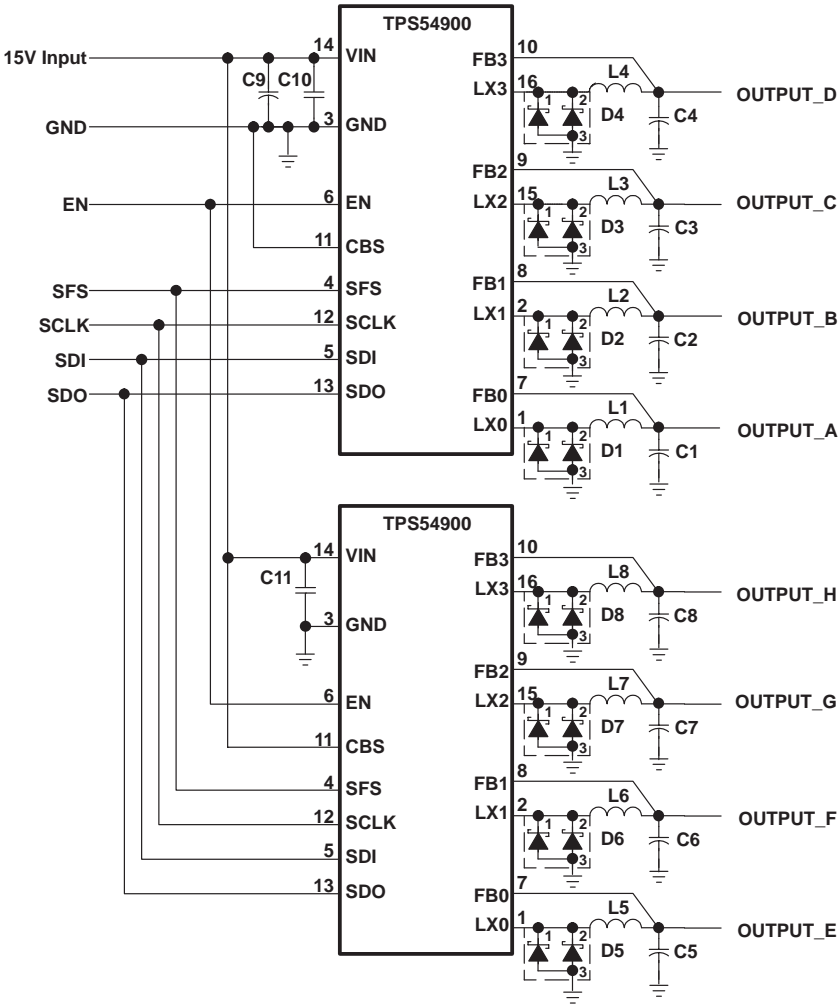 TPS54900
15V Input
14 VIN
C9 C10
GND
3 GND
EN
6 EN
11 CBS
SFS
4 SFS
SCLK
12 SCLK
SDI
5 SDI
SDO
13 SDO
FB3 10
LX3 16
1 2 3
L4
D4
C4
OUTPUT_D
FB2 9
LX2 15
1 2 3
L3
D3
C3
OUTPUT_C
FB1 8
LX1 2
1 2 3
L2
D2
C2
OUTPUT_B
FB0 7
LX0 1
1 2 3
L1
D1
C1
OUTPUT_A
TPS54900
14 VIN
C11
3 GND
6 EN
11 CBS
4 SFS
12 SCLK
5 SDI
13 SDO
FB3 10
LX3 16
1 2 3
L8
D8
C8
OUTPUT_H
FB2 9
LX2 15
1 2 3
L7
D7
C7
OUTPUT_G
FB1 8
LX1 2
1 2 3
L6
D6
C6
OUTPUT_F
FB0 7
LX0 1
1 2 3
L5
D5
C5
OUTPUT_E